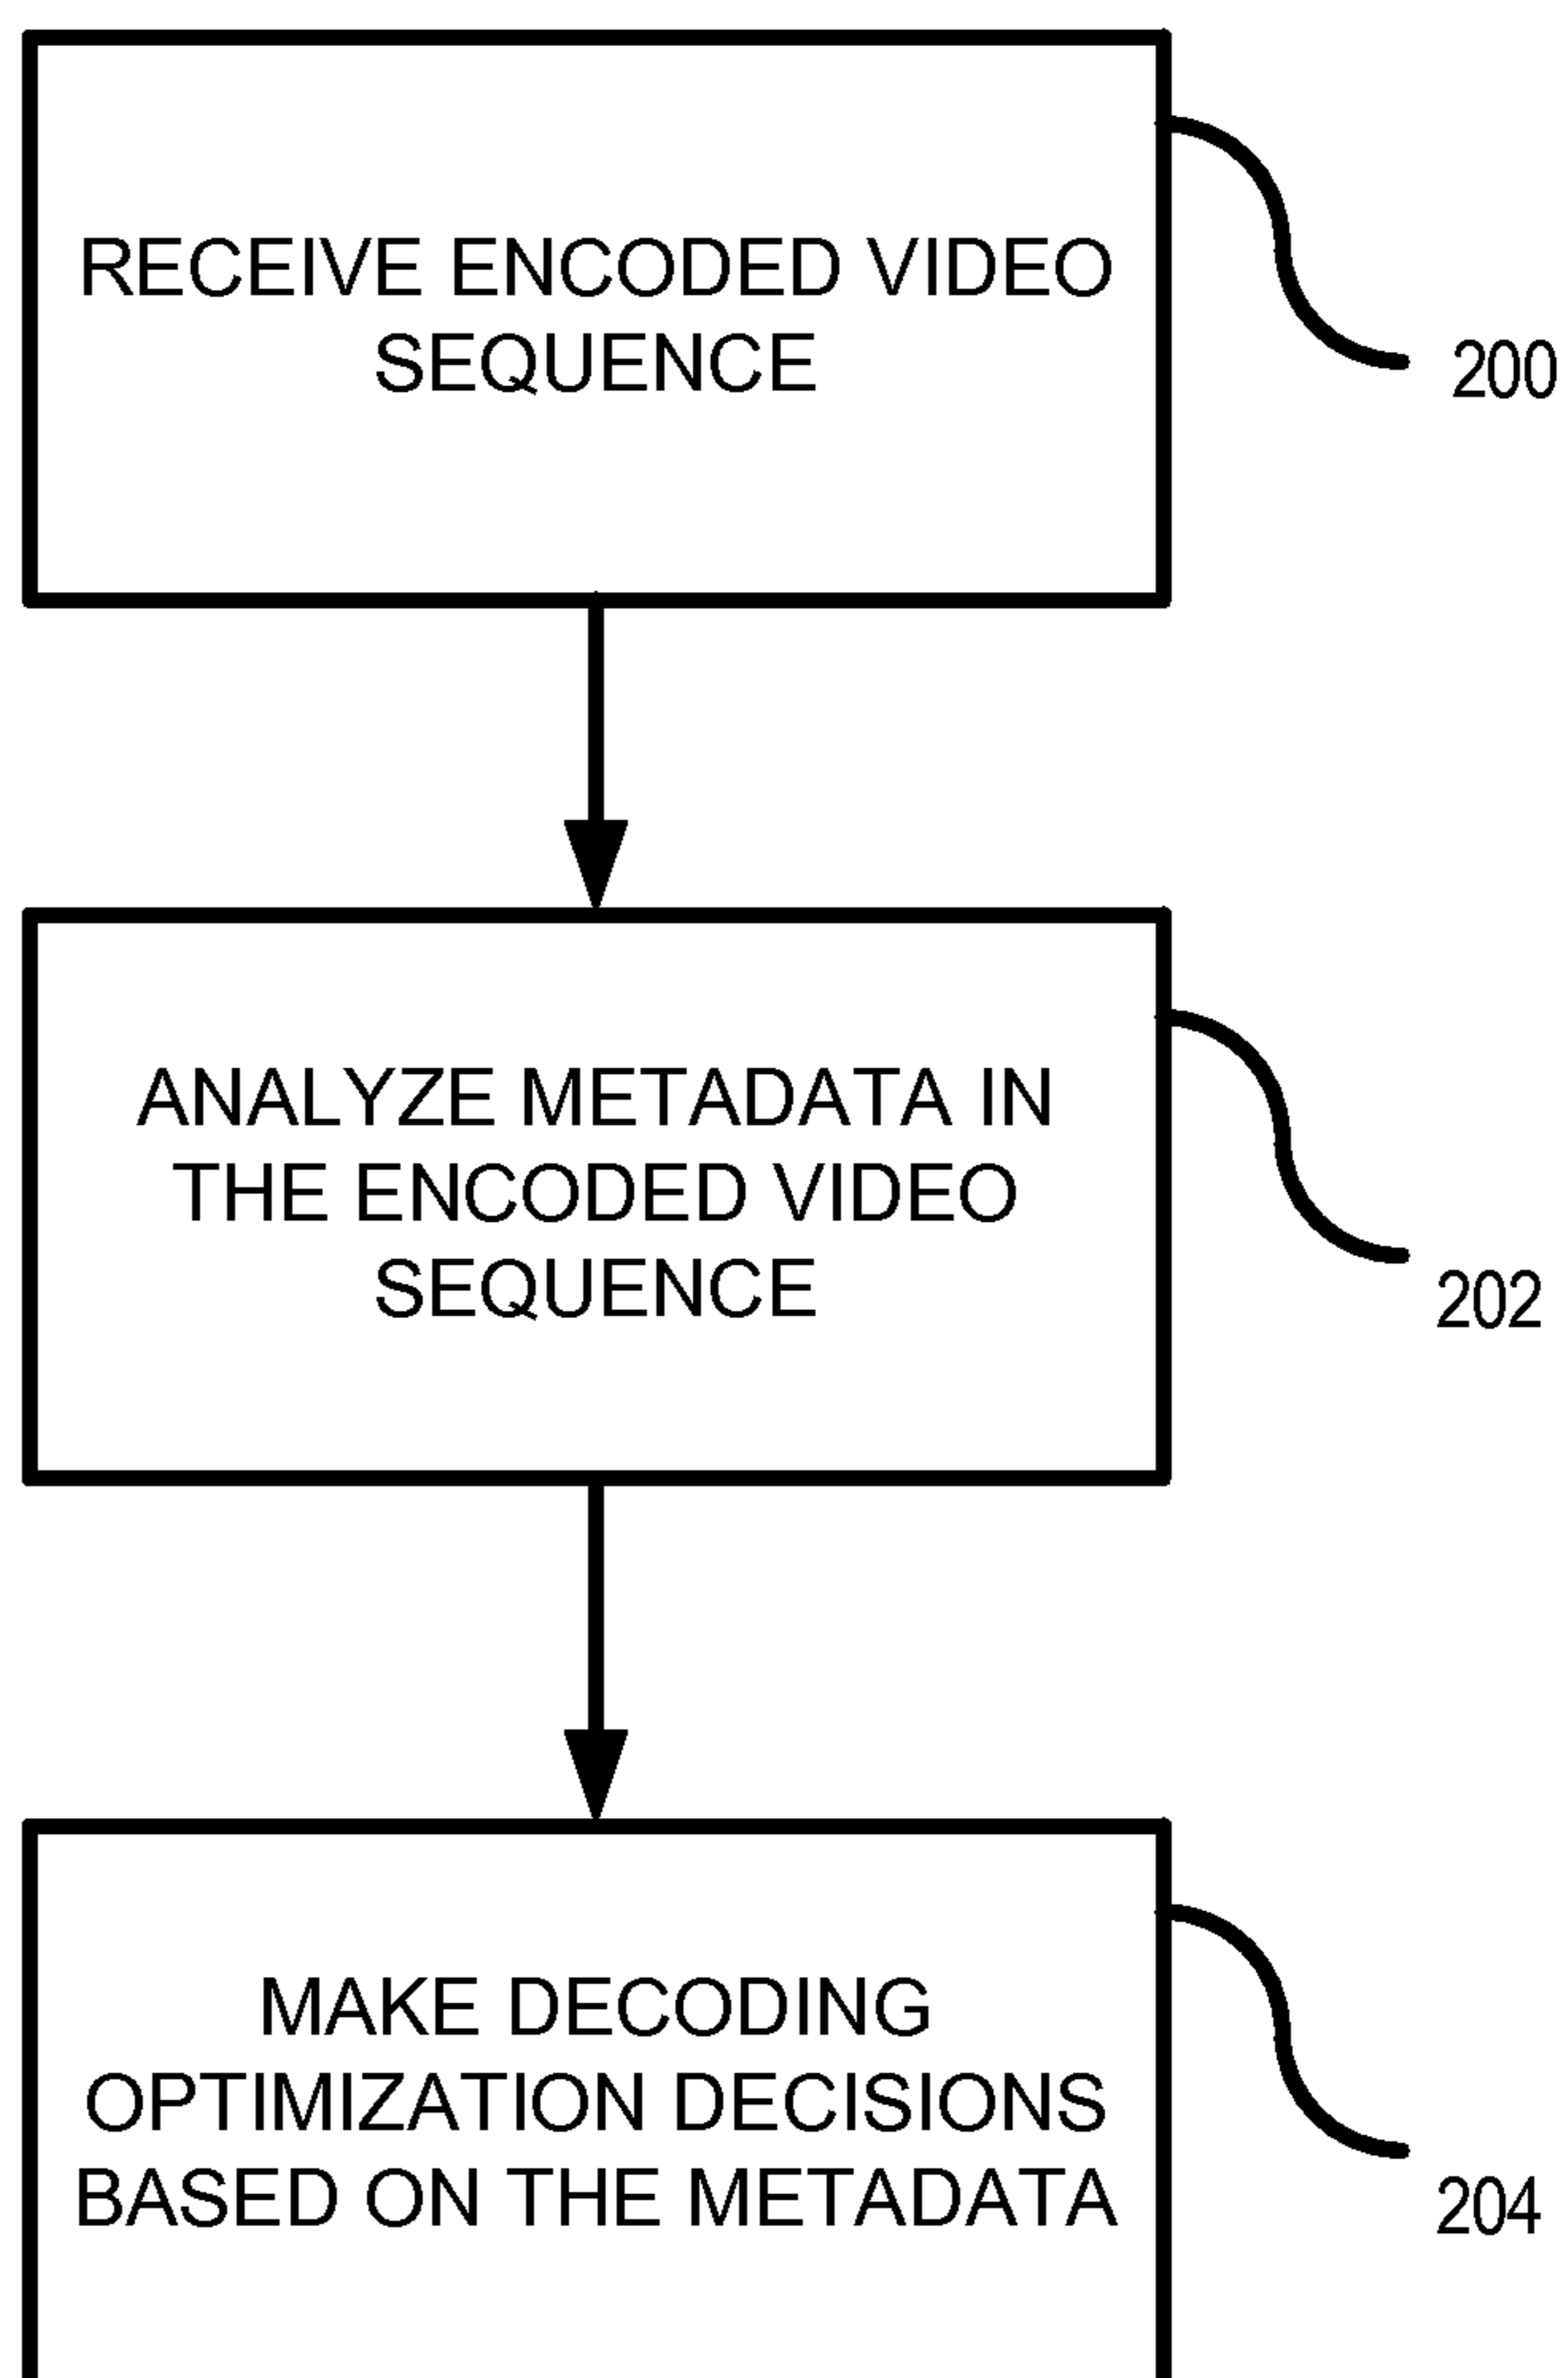 RECEIVE ENCODED VIDEO
SEQUENCE
200
ANALYZE METADATA IN
THE ENCODED VIDEO
SEQUENCE
202
MAKE DECODING
OPTIMIZATION DECISIONS
BASED ON THE METADATA
204